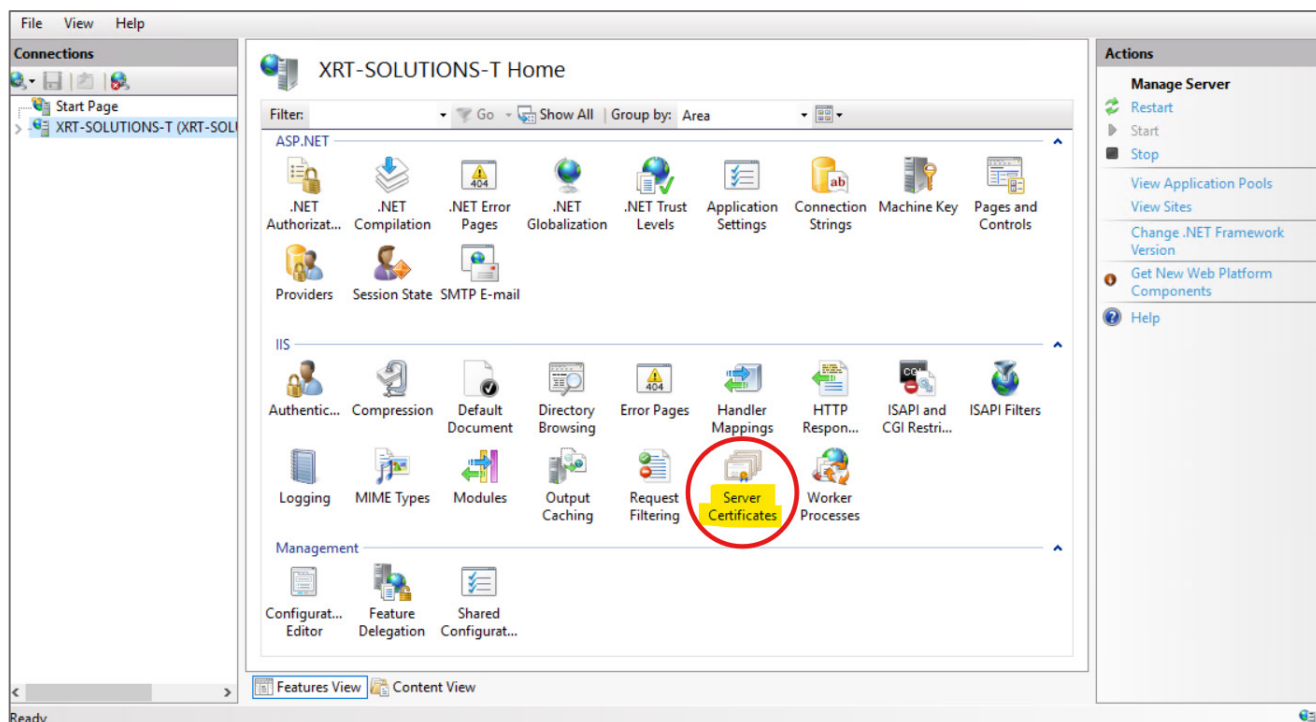 File View Help
Connections
Start Page
XRT-SOLUTIONS-T (XRT-SOL
XRT-SOLUTIONS-T Home
Filter: Go Show All Group by: Area
ASP.NET
.NET Authorizat...
.NET Compilation
.NET Error Pages
.NET Globalization
.NET Trust Levels
Application Settings
Connection Strings
Machine Key
Pages and Controls
Providers
Session State
SMTP E-mail
IIS
Authentic...
Compression
Default Document
Directory Browsing
Error Pages
Handler Mappings
HTTP Respon...
ISAPI and CGI Restri...
ISAPI Filters
Logging
MIME Types
Modules
Output Caching
Request Filtering
Server Certificates
Worker Processes
Management
Configurat... Editor
Feature Delegation
Shared Configurat...
Features View Content View
Ready
Actions
Manage Server
Restart
Start
Stop
View Application Pools
View Sites
Change .NET Framework
Version
Get New Web Platform
Components
Help